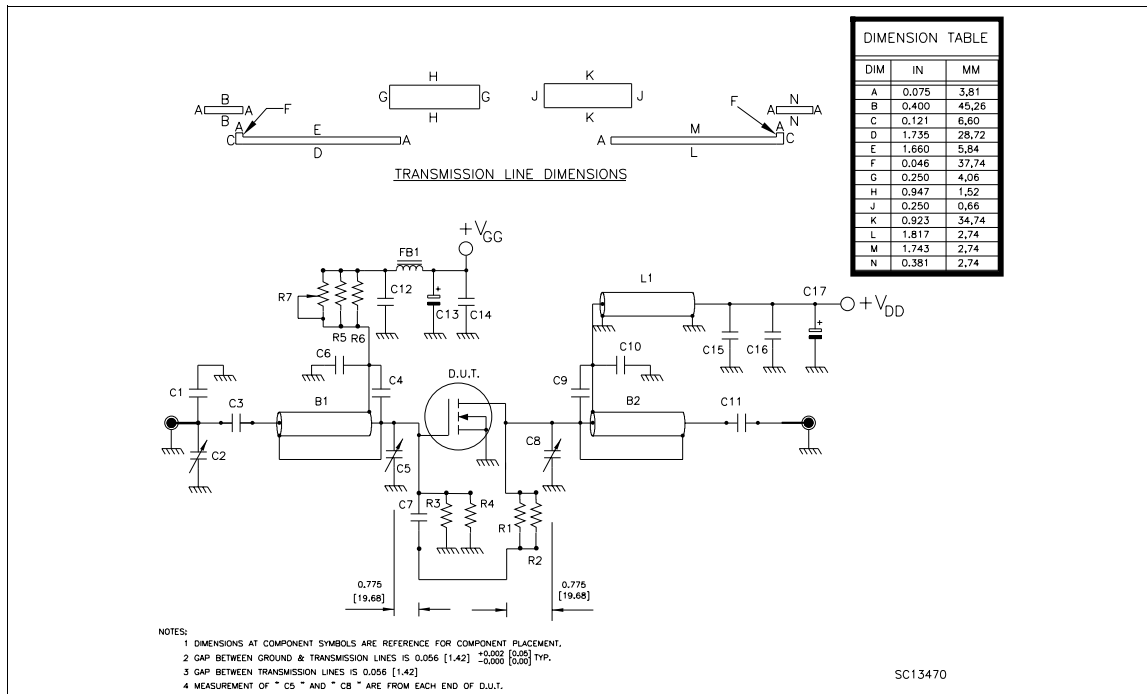 DIMENSION TABLE
DIM IN MM
A 0.075 3,81
B 0.400 45,26
C 0.121 6,60
D 1.735 28,72
E 1.660 5,84
F 0.046 37,74
G 0.250 4,06
H 0.947 1,52
J 0.250 0,66
K 0.923 34,74
L 1.817 2,74
M 1.743 2,74
N 0.381 2,74
H
G G
H
K
J J
K
B
A A
B
F
A
C
E
A
D
F
N
A A
N
A
C
M
A
L
TRANSMISSION LINE DIMENSIONS
+VGG
FB1
R7
R5 R6
C12
C13
C14
L1
C17
+VDD
C15
C16
C6
C4
C10
C9
D.U.T.
C1
C3
B1
B2
C11
C2
C5
C8
C7
R3
R4
R1
R2
0.775
[19.68]
0.775
[19.68]
NOTES:
1 DIMENSIONS AT COMPONENT SYMBOLS ARE REFERENCE FOR COMPONENT PLACEMENT.
2 GAP BETWEEN GROUND & TRANSMISSION LINES IS 0.056 [1.42] +0.002 [0.05] -0.000 [0.00] TYP.
3 GAP BETWEEN TRANSMISSION LINES IS 0.056 [1.42]
4 MEASUREMENT OF " C5 " AND " C8 " ARE FROM EACH END OF D.U.T.
SC13470